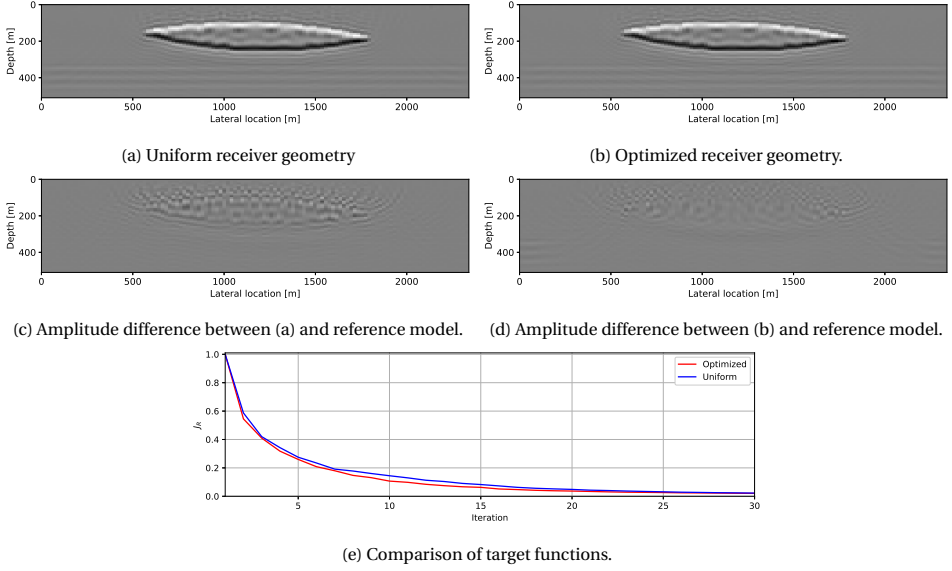 0
200
400
Depth [m]
0 500 1000 1500 2000
Lateral location [m]
(a) Uniform receiver geometry
0
200
400
Depth [m]
0 500 1000 1500 2000
Lateral location [m]
(b) Optimized receiver geometry.
0
200
400
Depth [m]
0 500 1000 1500 2000
Lateral location [m]
(c) Amplitude difference between (a) and reference model.
0
200
400
Depth [m]
0 500 1000 1500 2000
Lateral location [m]
(d) Amplitude difference between (b) and reference model.
1.0
0.8
0.6
0.4
0.2
0.0
J_R
Optimized
Uniform
5 10 15 20 25 30
Iteration
(e) Comparison of target functions.